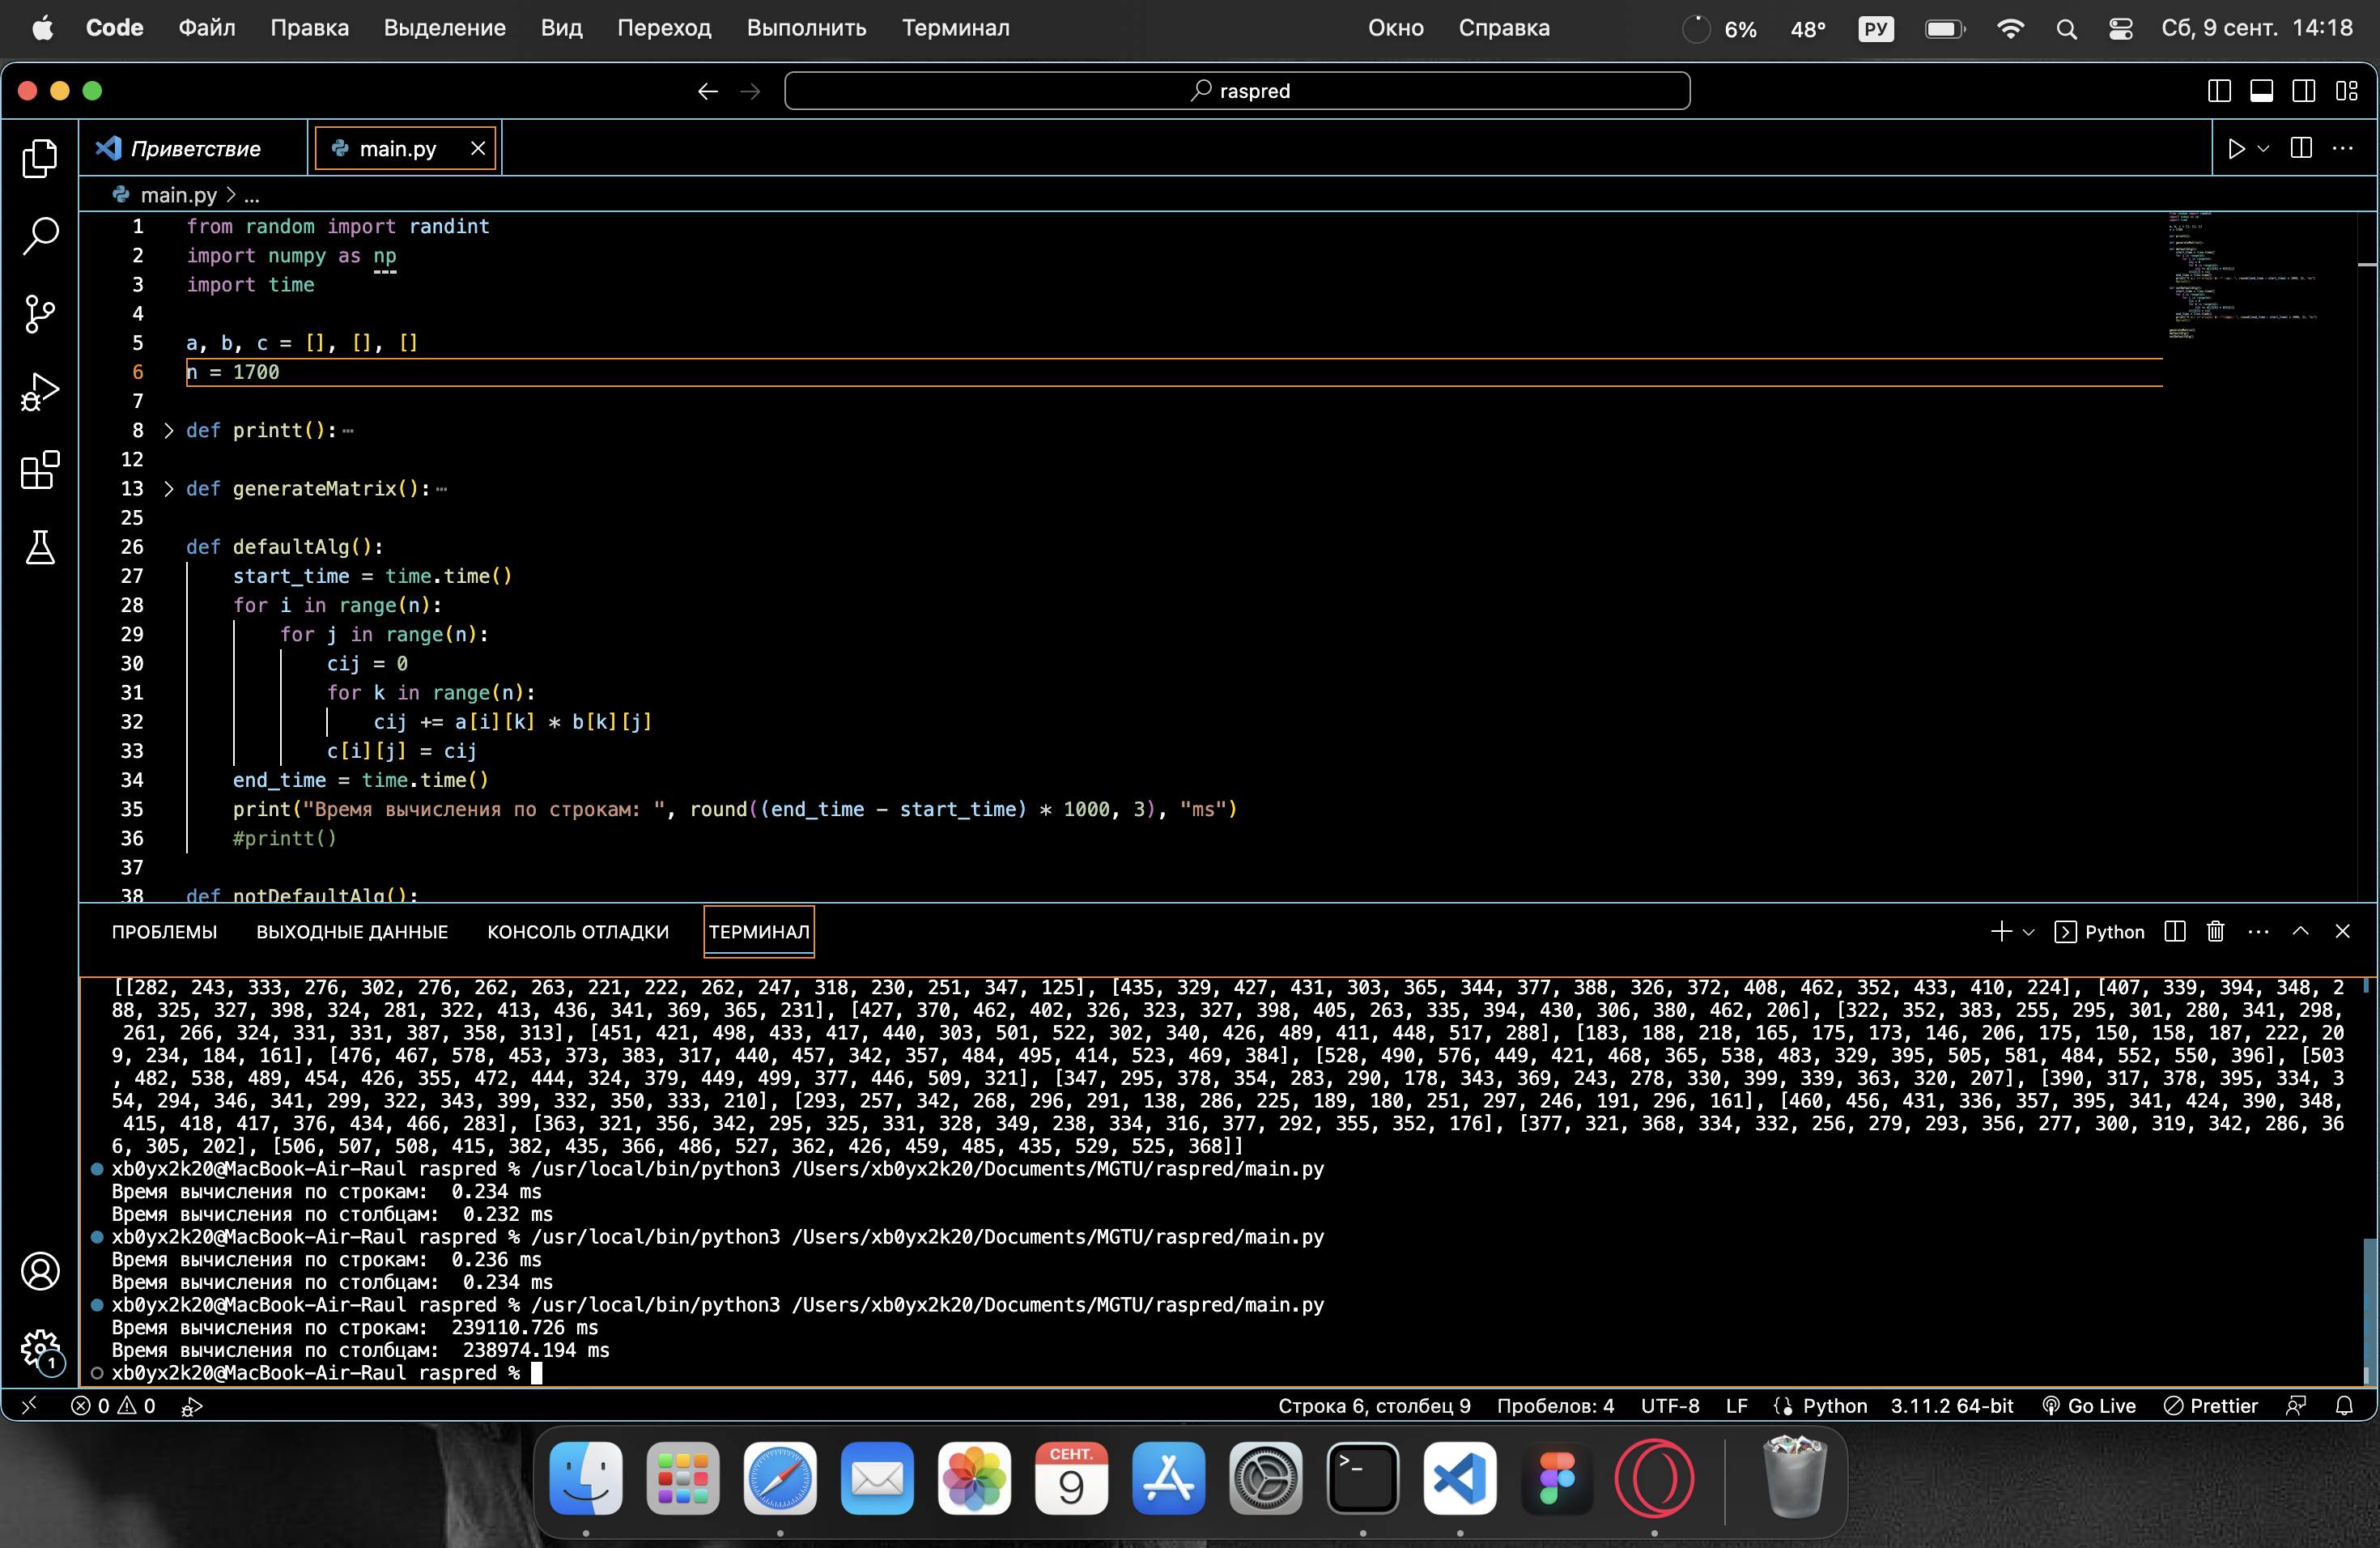 Code Файл Правка Выделение Вид Переход Выполнить Терминал Окно Справка 6% 48° РУ Сб, 9 сент. 14:18
raspred
Приветствие main.py
main.py > ...
1 from random import randint
2 import numpy as np
3 import time
4
5 a, b, c = [], [], []
6 n = 1700
7
8 def printt():
12
13 def generateMatrix():
25
26 def defaultAlg():
27 start_time = time.time()
28 for i in range(n):
29 for j in range(n):
30 cij = 0
31 for k in range(n):
32 cij += a[i][k] * b[k][j]
33 c[i][j] = cij
34 end_time = time.time()
35 print("Время вычисления по строкам: ", round((end_time - start_time) * 1000, 3), "ms")
36 #printt()
37
38 def notDefaultAlg():
ПРОБЛЕМЫ ВЫХОДНЫЕ ДАННЫЕ КОНСОЛЬ ОТЛАДКИ ТЕРМИНАЛ Python
[[282, 243, 333, 276, 302, 276, 262, 263, 221, 222, 262, 247, 318, 230, 251, 347, 125], [435, 329, 427, 431, 303, 365, 344, 377, 388, 326, 372, 408, 462, 352, 433, 410, 224], [407, 339, 394, 348, 2
88, 325, 327, 398, 324, 281, 322, 413, 436, 341, 369, 365, 231], [427, 370, 462, 402, 326, 323, 327, 398, 405, 263, 335, 394, 430, 306, 380, 462, 206], [322, 352, 383, 255, 295, 301, 280, 341, 298,
261, 266, 324, 331, 331, 387, 358, 313], [451, 421, 498, 433, 417, 440, 303, 501, 522, 302, 340, 426, 489, 411, 448, 517, 288], [183, 188, 218, 165, 175, 173, 146, 206, 175, 150, 158, 187, 222, 20
9, 234, 184, 161], [476, 467, 578, 453, 373, 383, 317, 440, 457, 342, 357, 484, 495, 414, 523, 469, 384], [528, 490, 576, 449, 421, 468, 365, 538, 483, 329, 395, 505, 581, 484, 552, 550, 396], [503
, 482, 538, 489, 454, 426, 355, 472, 444, 324, 379, 449, 499, 377, 446, 509, 321], [347, 295, 378, 354, 283, 290, 178, 343, 369, 243, 278, 330, 399, 339, 363, 320, 207], [390, 317, 378, 395, 334, 3
54, 294, 346, 341, 299, 322, 343, 399, 332, 350, 333, 210], [293, 257, 342, 268, 296, 291, 138, 286, 225, 189, 180, 251, 297, 246, 191, 296, 161], [460, 456, 431, 336, 357, 395, 341, 424, 390, 348,
415, 418, 417, 376, 434, 466, 283], [363, 321, 356, 342, 295, 325, 331, 328, 349, 238, 334, 316, 377, 292, 355, 352, 176], [377, 321, 368, 334, 332, 256, 279, 293, 356, 277, 300, 319, 342, 286, 36
6, 305, 202], [506, 507, 508, 415, 382, 435, 366, 486, 527, 362, 426, 459, 485, 435, 529, 525, 368]]
xb0yx2k20@MacBook-Air-Raul raspred % /usr/local/bin/python3 /Users/xb0yx2k20/Documents/MGTU/raspred/main.py
Время вычисления по строкам: 0.234 ms
Время вычисления по столбцам: 0.232 ms
xb0yx2k20@MacBook-Air-Raul raspred % /usr/local/bin/python3 /Users/xb0yx2k20/Documents/MGTU/raspred/main.py
Время вычисления по строкам: 0.236 ms
Время вычисления по столбцам: 0.234 ms
xb0yx2k20@MacBook-Air-Raul raspred % /usr/local/bin/python3 /Users/xb0yx2k20/Documents/MGTU/raspred/main.py
Время вычисления по строкам: 239110.726 ms
Время вычисления по столбцам: 238974.194 ms
xb0yx2k20@MacBook-Air-Raul raspred %
1
0 0 Строка 6, столбец 9 Пробелов: 4 UTF-8 LF Python 3.11.2 64-bit Go Live Prettier
СЕНТ.
9